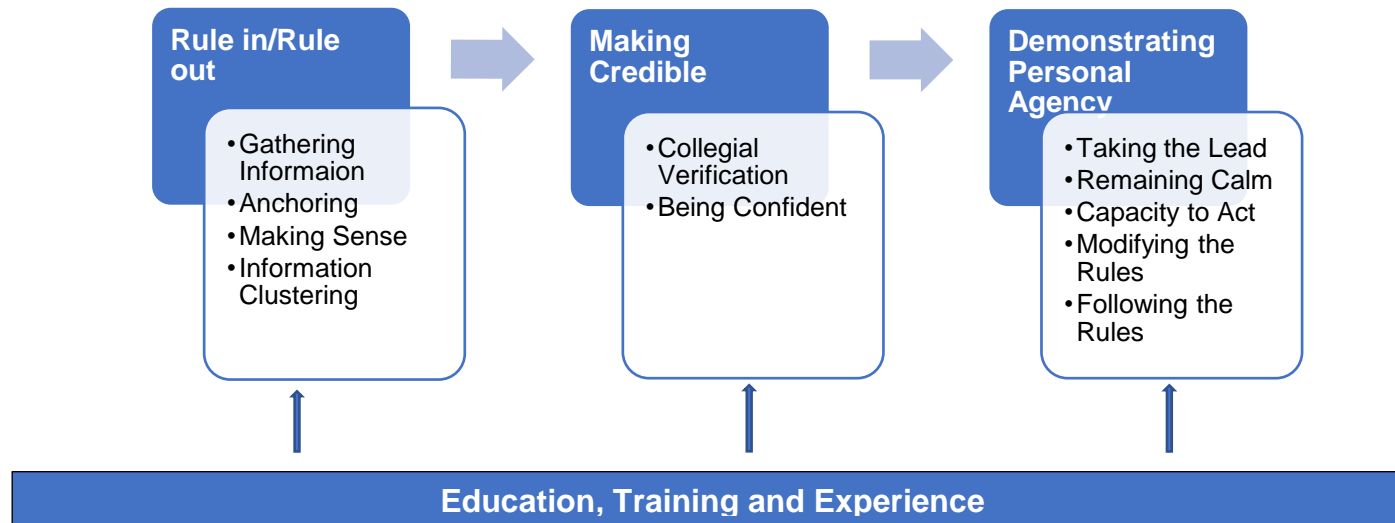 Rule in/Rule
out
• Gathering
Informaion
• Anchoring
• Making Sense
• Information
Clustering
Making
Credible
• Collegial
Verification
• Being Confident
Demonstrating
Personal
Agency
• Taking the Lead
• Remaining Calm
• Capacity to Act
• Modifying the
Rules
• Following the
Rules
Education, Training and Experience